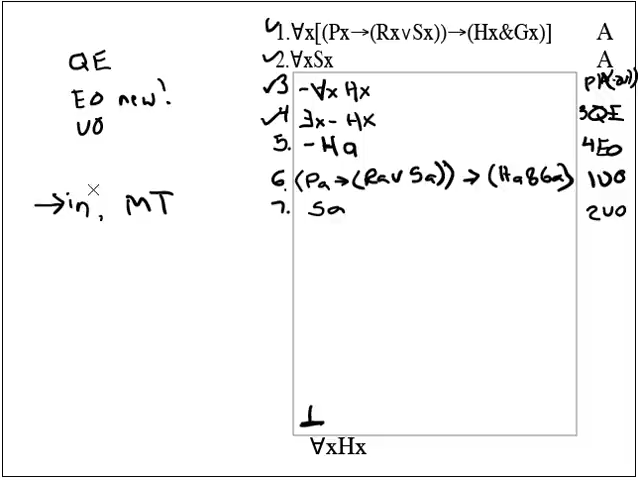 1. ∀x[(Px→(Rx∨Sx))→(Hx&Gx)] A
QE 2. ∀xSx A
EO new! 3 -∀x Hx PA(-∀I)
UO 4 ∃x- Hx 3QE
5. -Ha 4EO
6. (Pa→(Ra∨Sa))→(Ha&Ga) 1UO
→in, MT 7. Sa 2UO
⊥
∀xHx